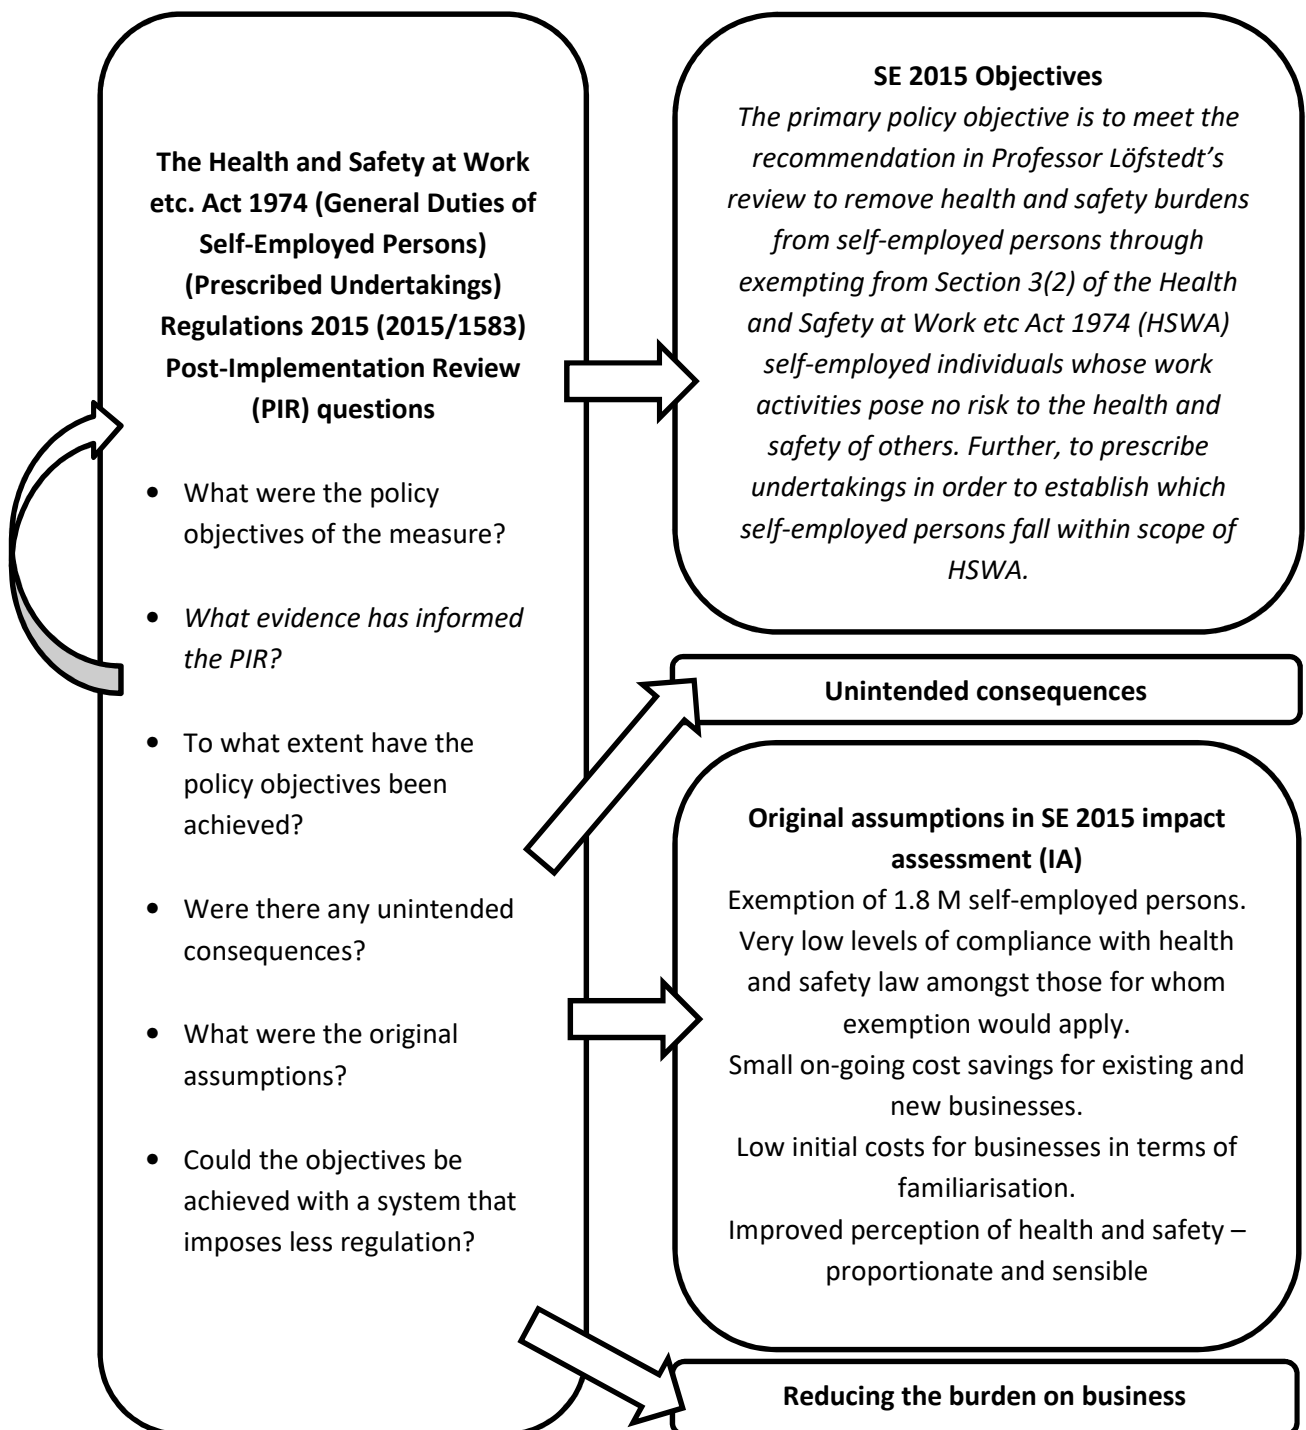 The Health and Safety at Work
etc. Act 1974 (General Duties of
Self-Employed Persons)
(Prescribed Undertakings)
Regulations 2015 (2015/1583)
Post-Implementation Review
(PIR) questions
• What were the policy
objectives of the measure?
• What evidence has informed
the PIR?
• To what extent have the
policy objectives been
achieved?
• Were there any unintended
consequences?
• What were the original
assumptions?
• Could the objectives be
achieved with a system that
imposes less regulation?
SE 2015 Objectives
The primary policy objective is to meet the
recommendation in Professor Löfstedt's
review to remove health and safety burdens
from self-employed persons through
exempting from Section 3(2) of the Health
and Safety at Work etc Act 1974 (HSWA)
self-employed individuals whose work
activities pose no risk to the health and
safety of others. Further, to prescribe
undertakings in order to establish which
self-employed persons fall within scope of
HSWA.
Unintended consequences
Original assumptions in SE 2015 impact
assessment (IA)
Exemption of 1.8 M self-employed persons.
Very low levels of compliance with health
and safety law amongst those for whom
exemption would apply.
Small on-going cost savings for existing and
new businesses.
Low initial costs for businesses in terms of
familiarisation.
Improved perception of health and safety –
proportionate and sensible
Reducing the burden on business